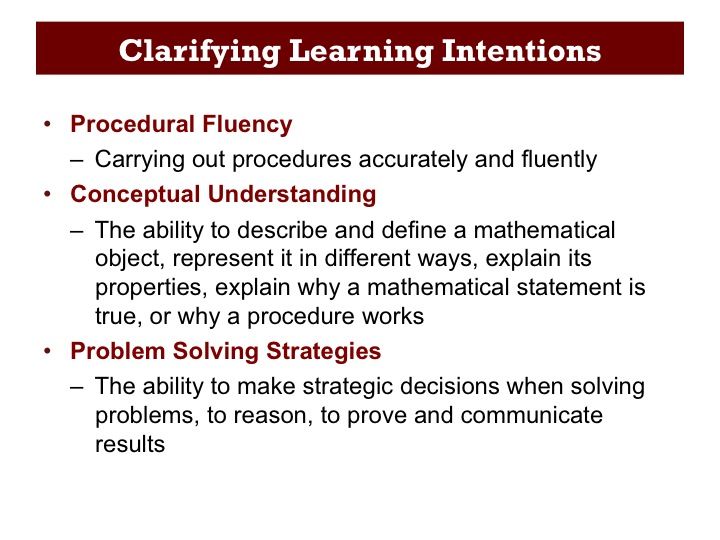 Clarifying Learning Intentions
• Procedural Fluency
– Carrying out procedures accurately and fluently
• Conceptual Understanding
– The ability to describe and define a mathematical
object, represent it in different ways, explain its
properties, explain why a mathematical statement is
true, or why a procedure works
• Problem Solving Strategies
– The ability to make strategic decisions when solving
problems, to reason, to prove and communicate
results